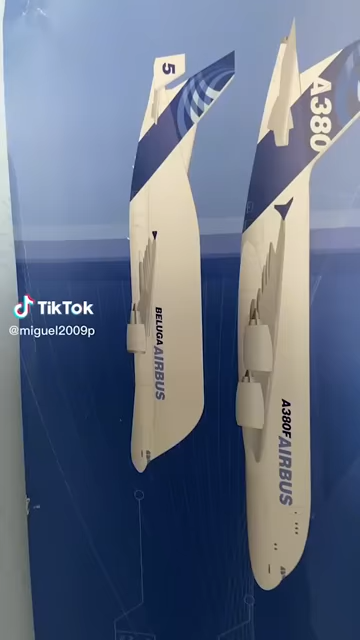 5
A380
BELUGA AIRBUS
A380F AIRBUS
TikTok
@miguel2009p